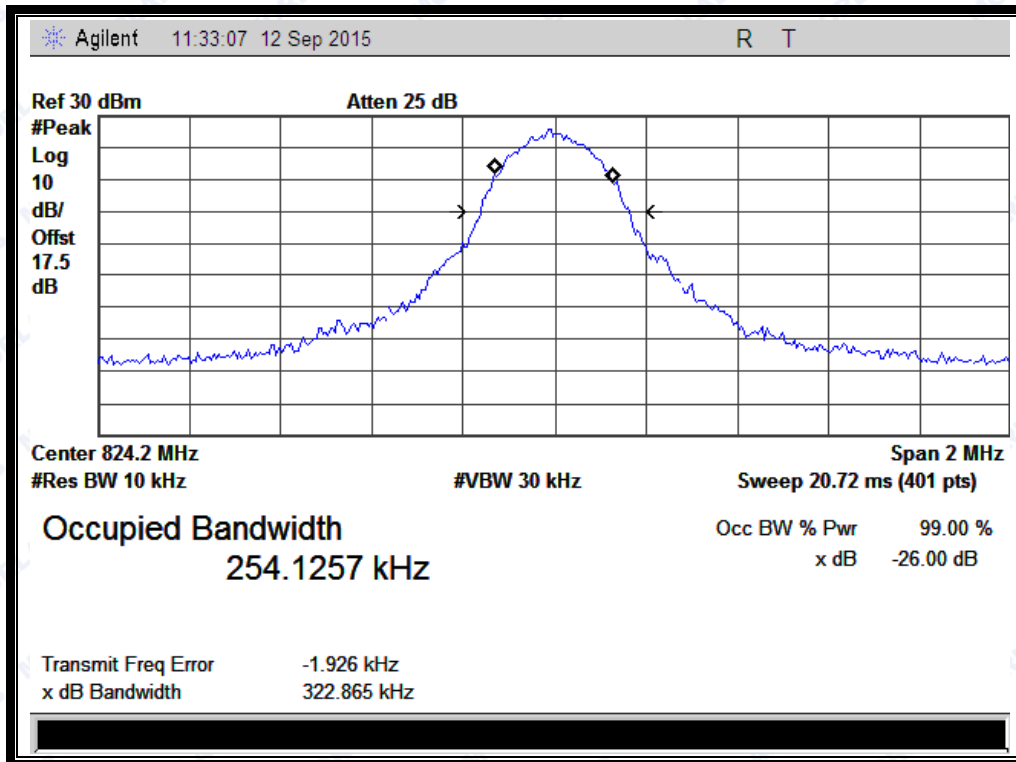 Agilent 11:33:07 12 Sep 2015 R T
Ref 30 dBm Atten 25 dB
#Peak
Log
10
dB/
Offst
17.5
dB
Center 824.2 MHz Span 2 MHz
#Res BW 10 kHz #VBW 30 kHz Sweep 20.72 ms (401 pts)
Occupied Bandwidth Occ BW % Pwr 99.00 %
254.1257 kHz x dB -26.00 dB
Transmit Freq Error -1.926 kHz
x dB Bandwidth 322.865 kHz